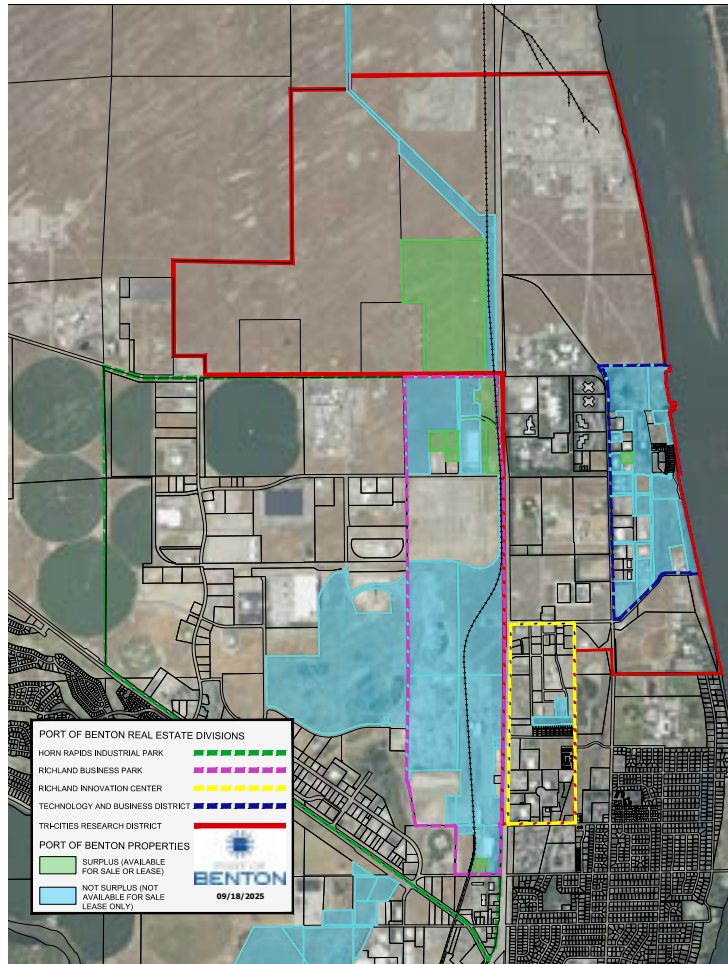 PORT OF BENTON REAL ESTATE DIVISIONS
HORN RAPIDS INDUSTRIAL PARK
RICHLAND BUSINESS PARK
RICHLAND INNOVATION CENTER
TECHNOLOGY AND BUSINESS DISTRICT
TRI-CITIES RESEARCH DISTRICT
PORT OF BENTON PROPERTIES
SURPLUS (AVAILABLE
FOR SALE OR LEASE)
NOT SURPLUS (NOT
AVAILABLE FOR SALE
LEASE ONLY)
PORT OF
BENTON
09/18/2025